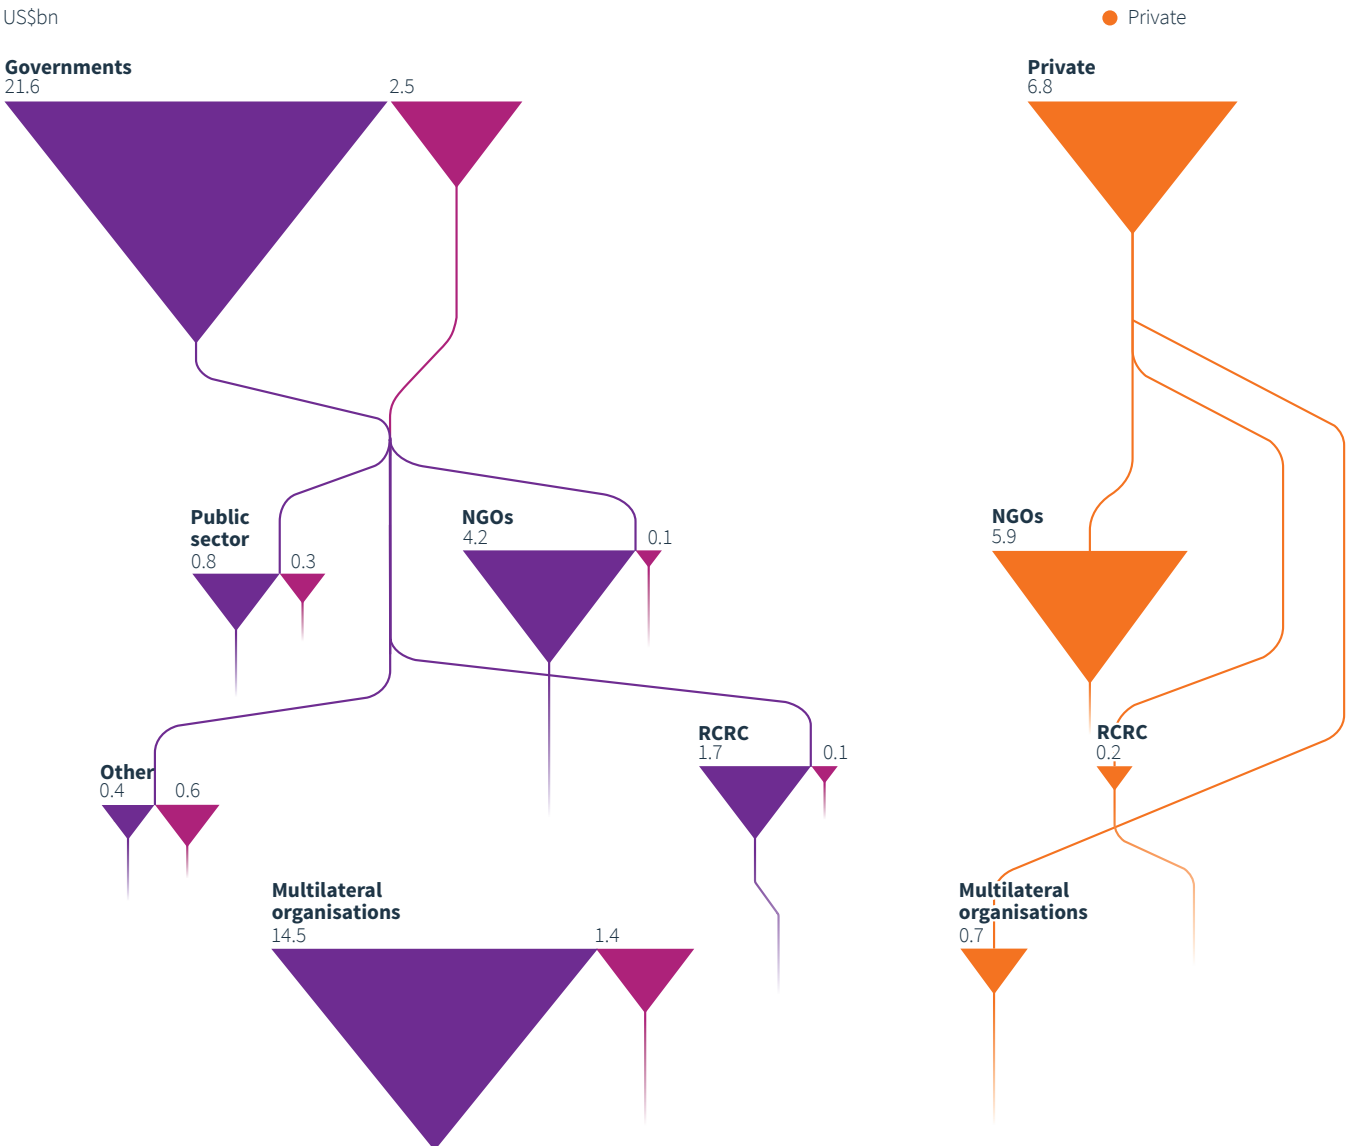 US$bn
Private
Governments
21.6
2.5
Private
6.8
Public
sector
0.8
0.3
NGOs
4.2
0.1
NGOs
5.9
Other
0.4
0.6
RCRC
1.7
0.1
RCRC
0.2
Multilateral
organisations
14.5
1.4
Multilateral
organisations
0.7